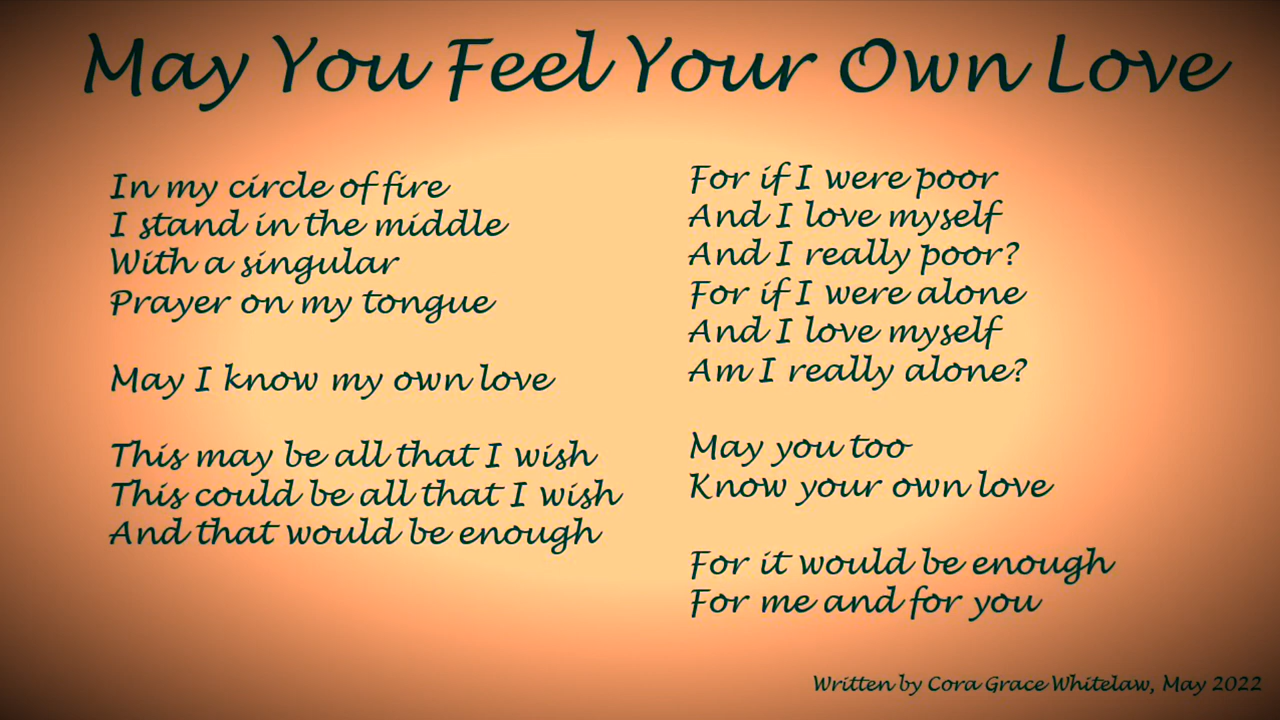 May You Feel Your Own Love
In my circle of fire
I stand in the middle
With a singular
Prayer on my tongue
May I know my own love
This may be all that I wish
This could be all that I wish
And that would be enough
For if I were poor
And I love myself
And I really poor?
For if I were alone
And I love myself
Am I really alone?
May you too
Know your own love
For it would be enough
For me and for you
Written by Cora Grace Whitelaw, May 2022